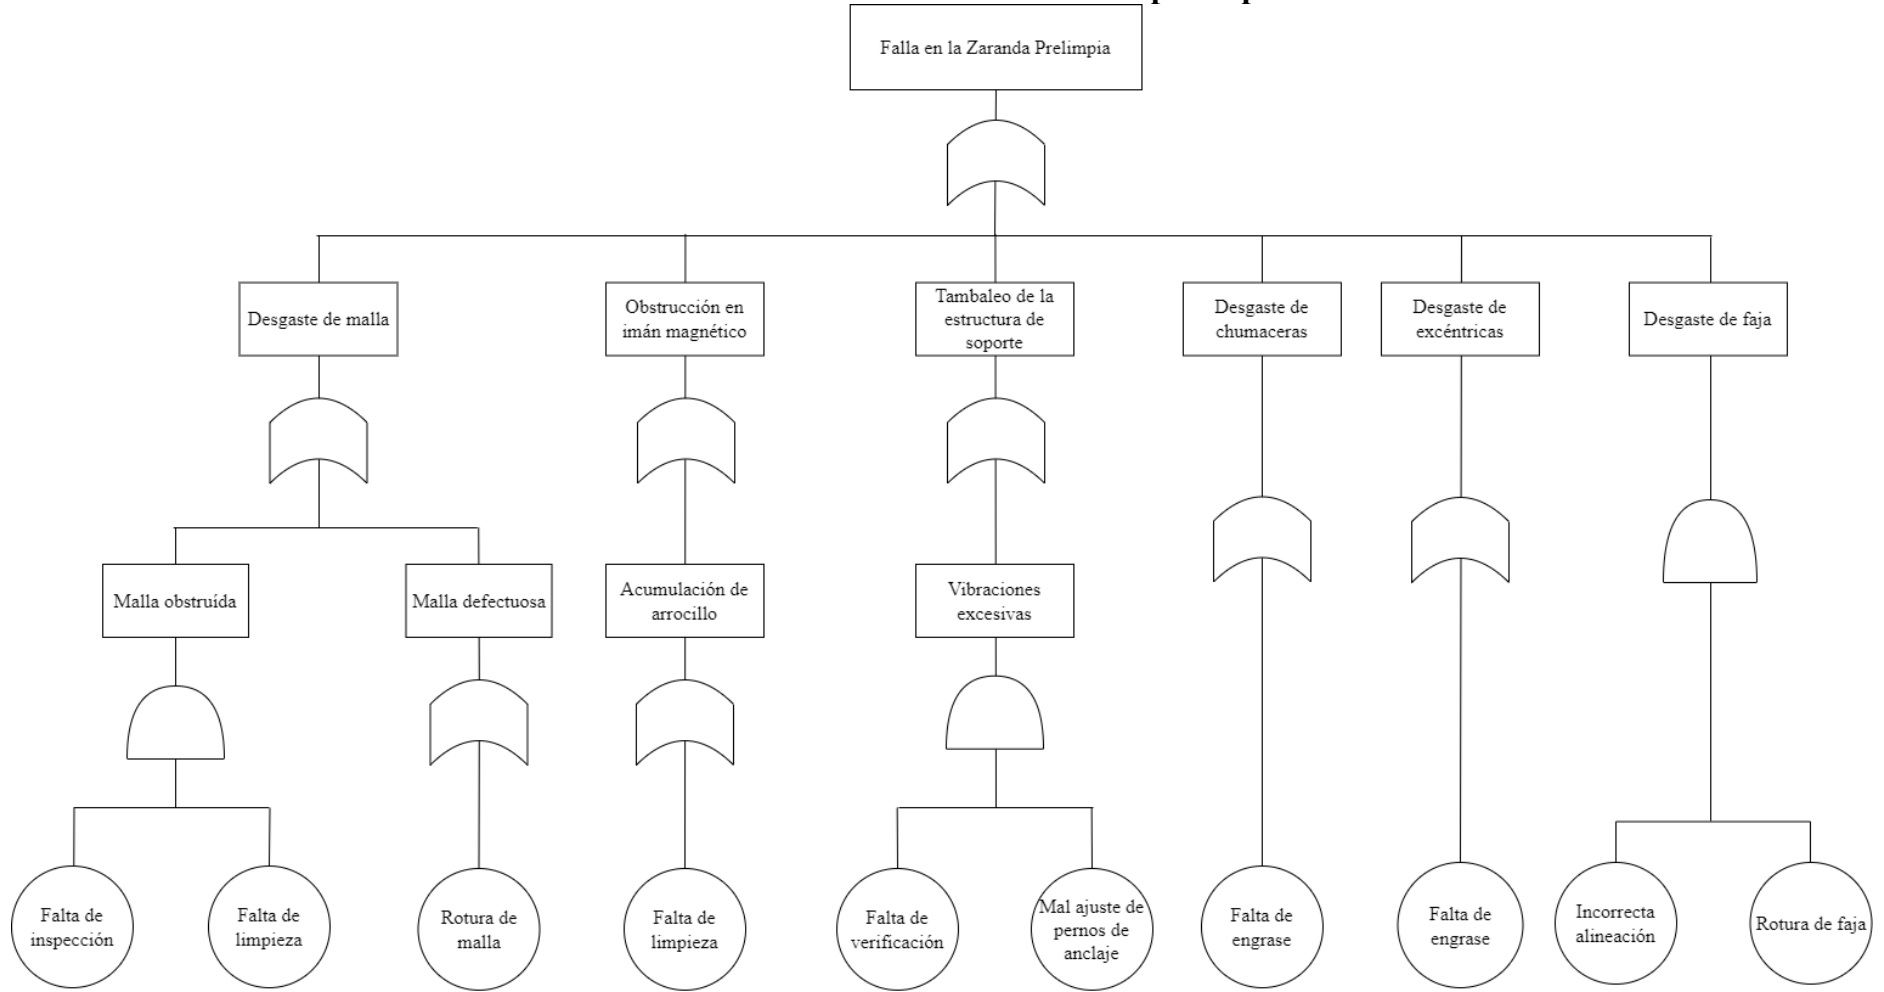 Falla en la Zaranda Prelimpia
Desgaste de malla
Obstrucción en
imán magnético
Tambaleo de la
estructura de
soporte
Desgaste de
chumaceras
Desgaste de
excéntricas
Desgaste de faja
Malla obstruída
Malla defectuosa
Acumulación de
arrocillo
Vibraciones
excesivas
Falta de
inspección
Falta de
limpieza
Rotura de
malla
Falta de
limpieza
Falta de
verificación
Mal ajuste de
pernos de
anclaje
Falta de
engrase
Falta de
engrase
Incorrecta
alineación
Rotura de faja